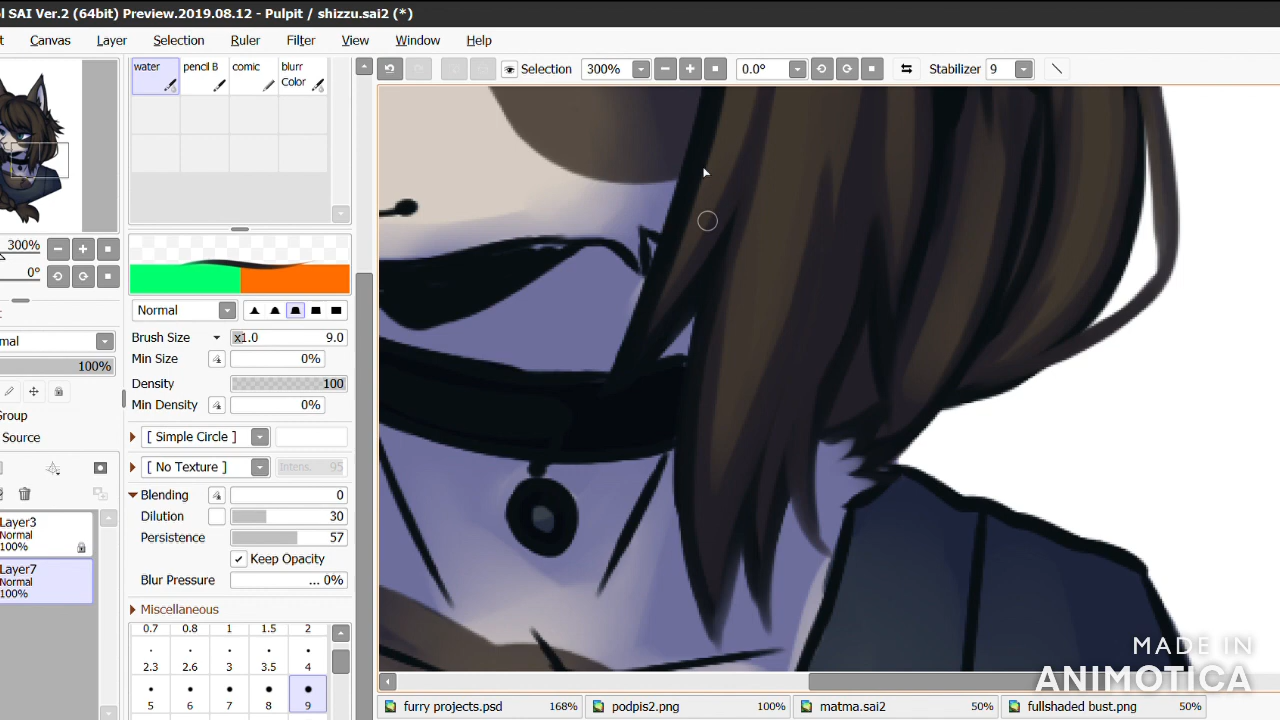 ol SAI Ver.2 (64bit) Preview.2019.08.12 - Pulpit / shizzu.sai2 (*)
t Canvas Layer Selection Ruler Filter View Window Help
water pencil B comic blurr Color
Selection 300% 0.0° Stabilizer 9
300%
0°
Normal
mal
100%
Brush Size x1.0 9.0
Min Size 0%
Density 100
Min Density 0%
Group
Source
[ Simple Circle ]
[ No Texture ] Intens. 95
Blending 0
Dilution 30
Persistence 57
Keep Opacity
Blur Pressure ... 0%
Miscellaneous
Layer3
Normal
100%
Layer7
Normal
100%
0.7 0.8 1 1.5 2
2.3 2.6 3 3.5 4
5 6 7 8 9
furry projects.psd 168% podpis2.png 100% matma.sai2 50% fullshaded bust.png 50%
MADE IN
ANIMOTICA